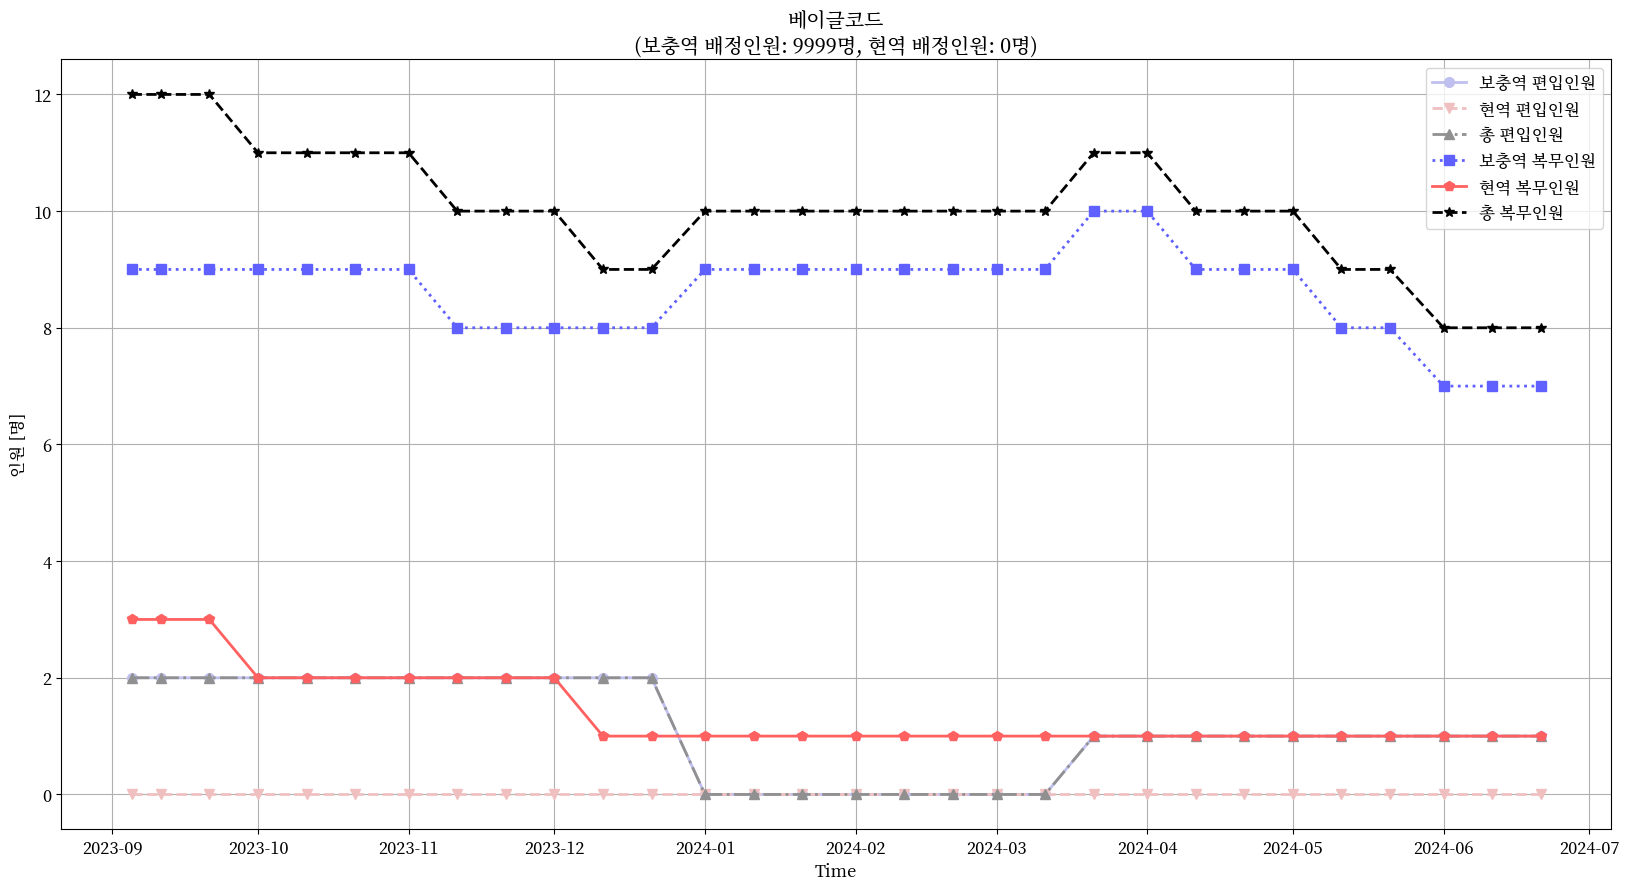 베이글코드
(보충역 배정인원: 9999명, 현역 배정인원: 0명)
보충역 편입인원
현역 편입인원
총 편입인원
보충역 복무인원
현역 복무인원
총 복무인원
인원 [명]
12
10
8
6
4
2
0
2023-09 2023-10 2023-11 2023-12 2024-01 2024-02 2024-03 2024-04 2024-05 2024-06 2024-07
Time